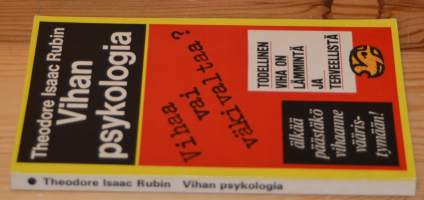 Theodore Isaac Rubin
Vihan
psykologia
Vihaa
vai
väkivaltaa?
TODELLINEN
VIHA ON
LÄMMINTÄ
JA
TERVEELLISTÄ
älkää
päästäkö
vihaanne
vääris-
tymään!
● Theodore Isaac Rubin Vihan psykologia